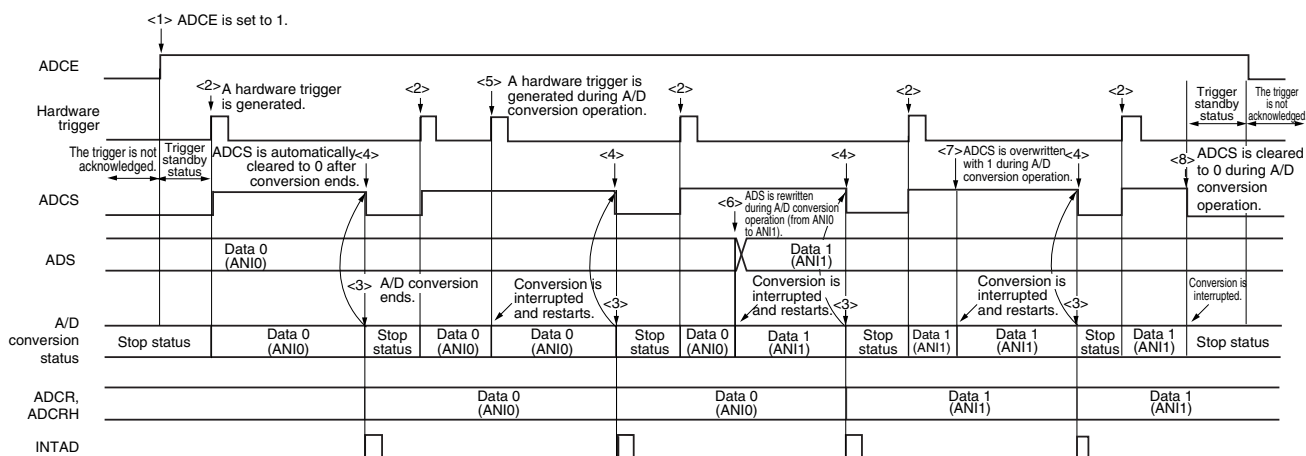 <1> ADCE is set to 1.
ADCE
<2> A hardware trigger
is generated.
<2>
<5> A hardware trigger is
generated during A/D
conversion operation.
<2>
<2>
<2>
Trigger
standby
status
The trigger
is not
acknowledged
Hardware
trigger
The trigger is not
acknowledged.
Trigger
standby
status
ADCS is automatically
cleared to 0 after
conversion ends.
<4>
<4>
<4>
<7> ADCS is overwritten
with 1 during A/D
conversion operation.
<4>
<8> ADCS is cleared
to 0 during A/D
conversion
operation.
ADCS
<6> ADS is rewritten
during A/D conversion
operation (from ANI0
to ANI1).
ADS
Data 0
(ANI0)
Data 1
(ANI1)
<3> A/D conversion
ends.
Conversion is
interrupted
and restarts.
<3>
Conversion is
interrupted
and restarts.
<3>
Conversion is
interrupted
and restarts.
<3>
Conversion is
interrupted.
A/D
conversion
status
Stop status
Data 0
(ANI0)
Stop
status
Data 0
(ANI0)
Data 0
(ANI0)
Stop
status
Data 0
(ANI0)
Data 1
(ANI1)
Stop
status
Data 1
(ANI1)
Data 1
(ANI1)
Stop
status
Data 1
(ANI1)
Stop status
ADCR,
ADCRH
Data 0
(ANI0)
Data 0
(ANI0)
Data 1
(ANI1)
Data 1
(ANI1)
INTAD